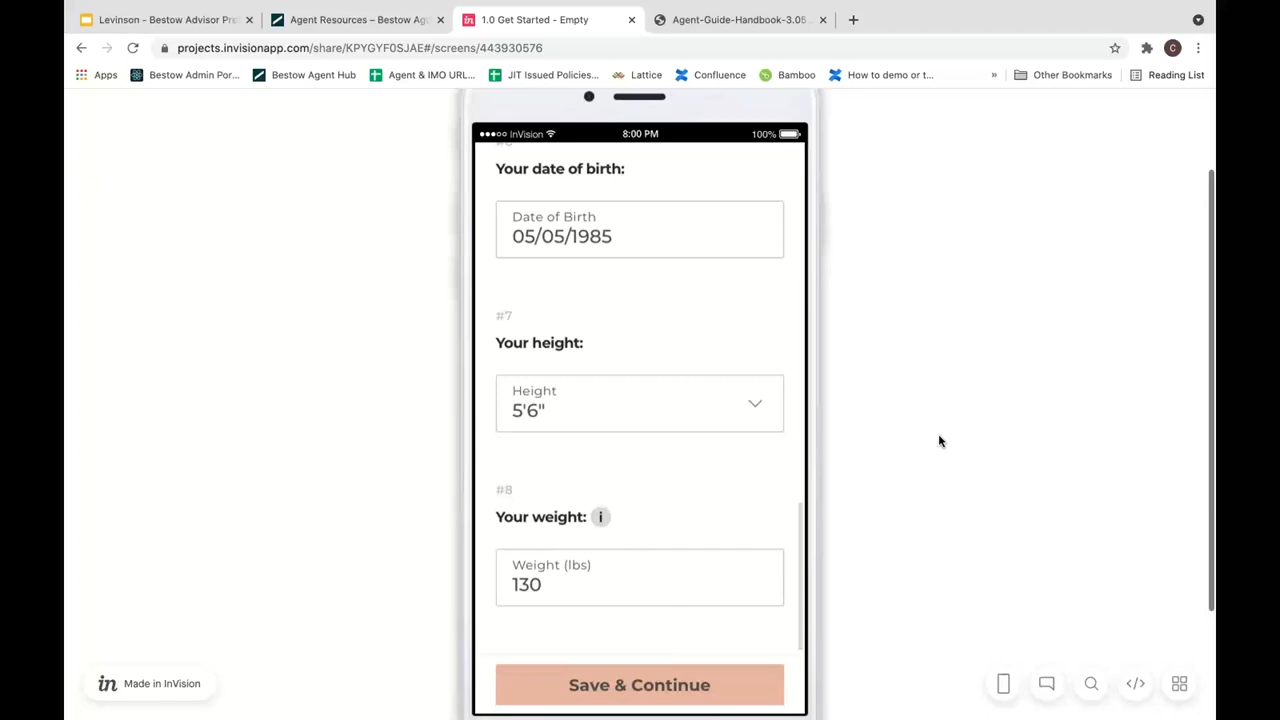 Levinson - Bestow Advisor Pre
Agent Resources – Bestow Age
1.0 Get Started - Empty
Agent-Guide-Handbook-3.05
projects.invisionapp.com/share/KPYGYF0SJAE#/screens/443930576
Apps
Bestow Admin Por...
Bestow Agent Hub
Agent & IMO URL...
JIT Issued Policies...
Lattice
Confluence
Bamboo
How to demo or t...
»
Other Bookmarks
Reading List
InVision
8:00 PM
100%
Your date of birth:
Date of Birth
05/05/1985
#7
Your height:
Height
5'6"
#8
Your weight: i
Weight (lbs)
130
Save & Continue
in Made in InVision